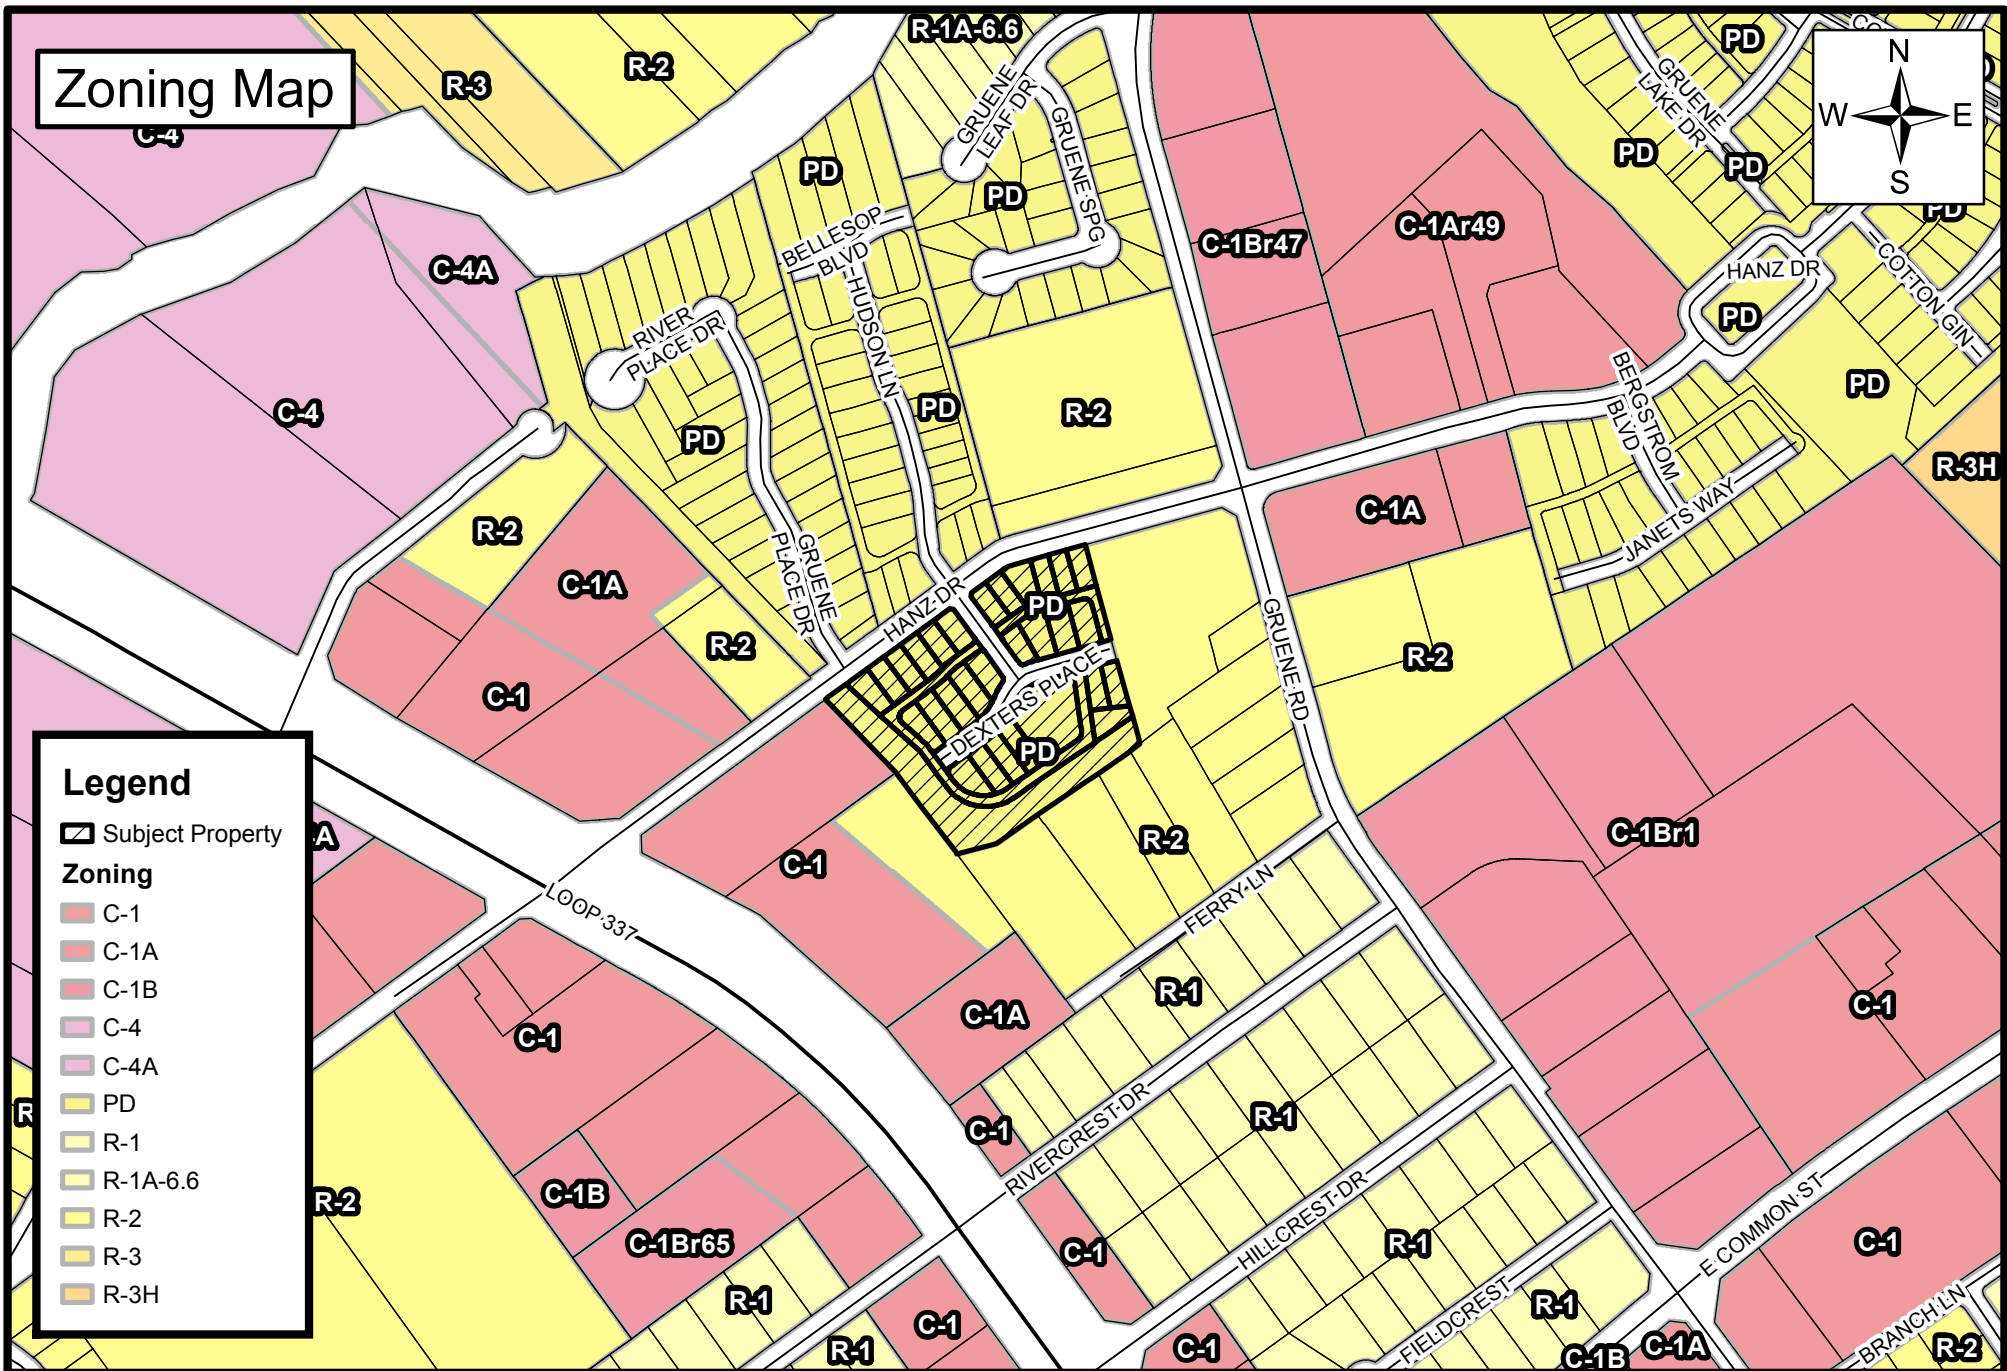 Zoning Map
N
W E
S
R-1A-6.6
R-2
R-3
C-4
PD
GRUENE
LEAF DR
GRUENE SPG
PD
PD
GRUENE
LAKE DR
PD
PD
PD
C-4A
BELLESOP
BLVD
HUDSON LN
C-1Br47
C-1Ar49
HANZ DR
PD
COTTON GIN
RIVER
PLACE DR
C-4
PD
PD
R-2
BERGSTROM
BLVD
PD
R-3H
R-2
C-1A
C-1A
JANETS WAY
GRUENE
PLACE DR
HANZ DR
PD
R-2
GRUENE RD
R-2
C-1
DEXTERS PLACE
PD
C-1
R-2
C-1Br1
FERRY LN
LOOP 337
A
C-1
C-1A
R-1
C-1
R
C-1
RIVERCREST DR
R-1
R-2
C-1B
C-1Br65
C-1
HILLCREST DR
R-1
E COMMON ST
C-1
R-1
R-1
C-1
C-1
FIELDCREST
R-1
C-1B
C-1A
BRANCH LN
R-2
Legend
Subject Property
Zoning
C-1
C-1A
C-1B
C-4
C-4A
PD
R-1
R-1A-6.6
R-2
R-3
R-3H